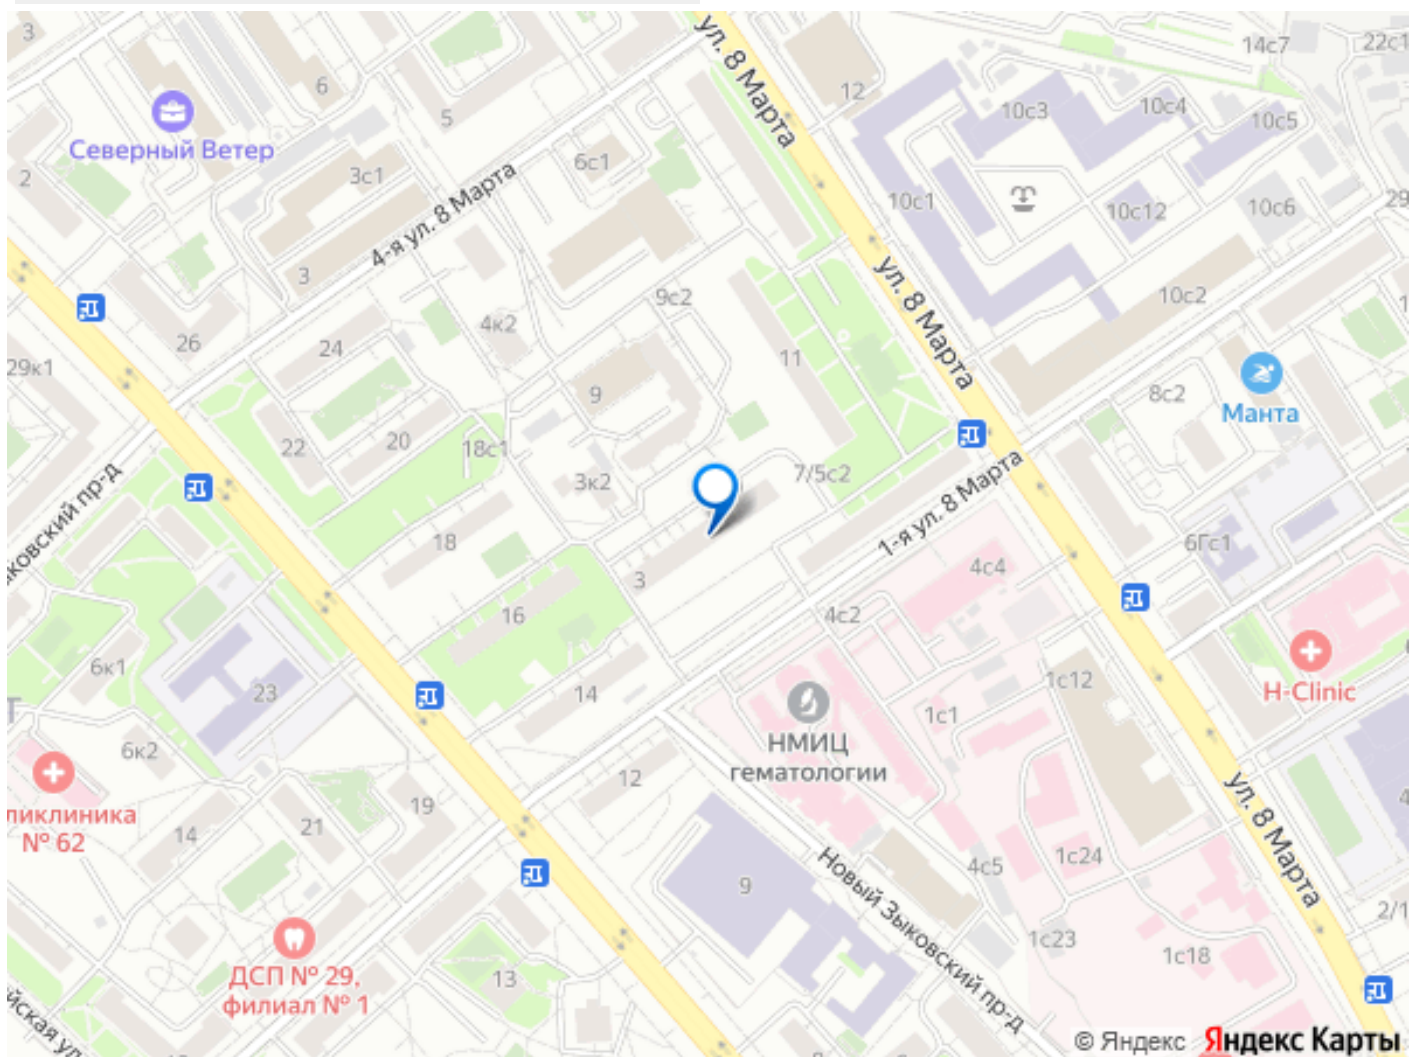 3
6
5
12
14с7
22с1
ул. 8 Марта
10с3
10с4
10с5
Северный Ветер
2
3с1
6с1
4-я ул. 8 Марта
10с1
10с12
10с6
29
3
ул. 8 Марта
9с2
10с2
26
24
4к2
11
29к1
9
8с2
Манта
22
20
18с1
3к2
7/5с2
1-я ул. 8 Марта
18
3
4с4
6Гс1
16
4с2
6к1
23
14
1с12
1с1
H-Clinic
НМИЦ
гематологии
6к2
12
ул. 8 Марта
№ 62
14
21
19
9
4с5
1с24
Новый Зыковский пр-д
2/1
1с23
1с18
ДСП № 29,
филиал № 1
13
© Яндекс Яндекс Карты